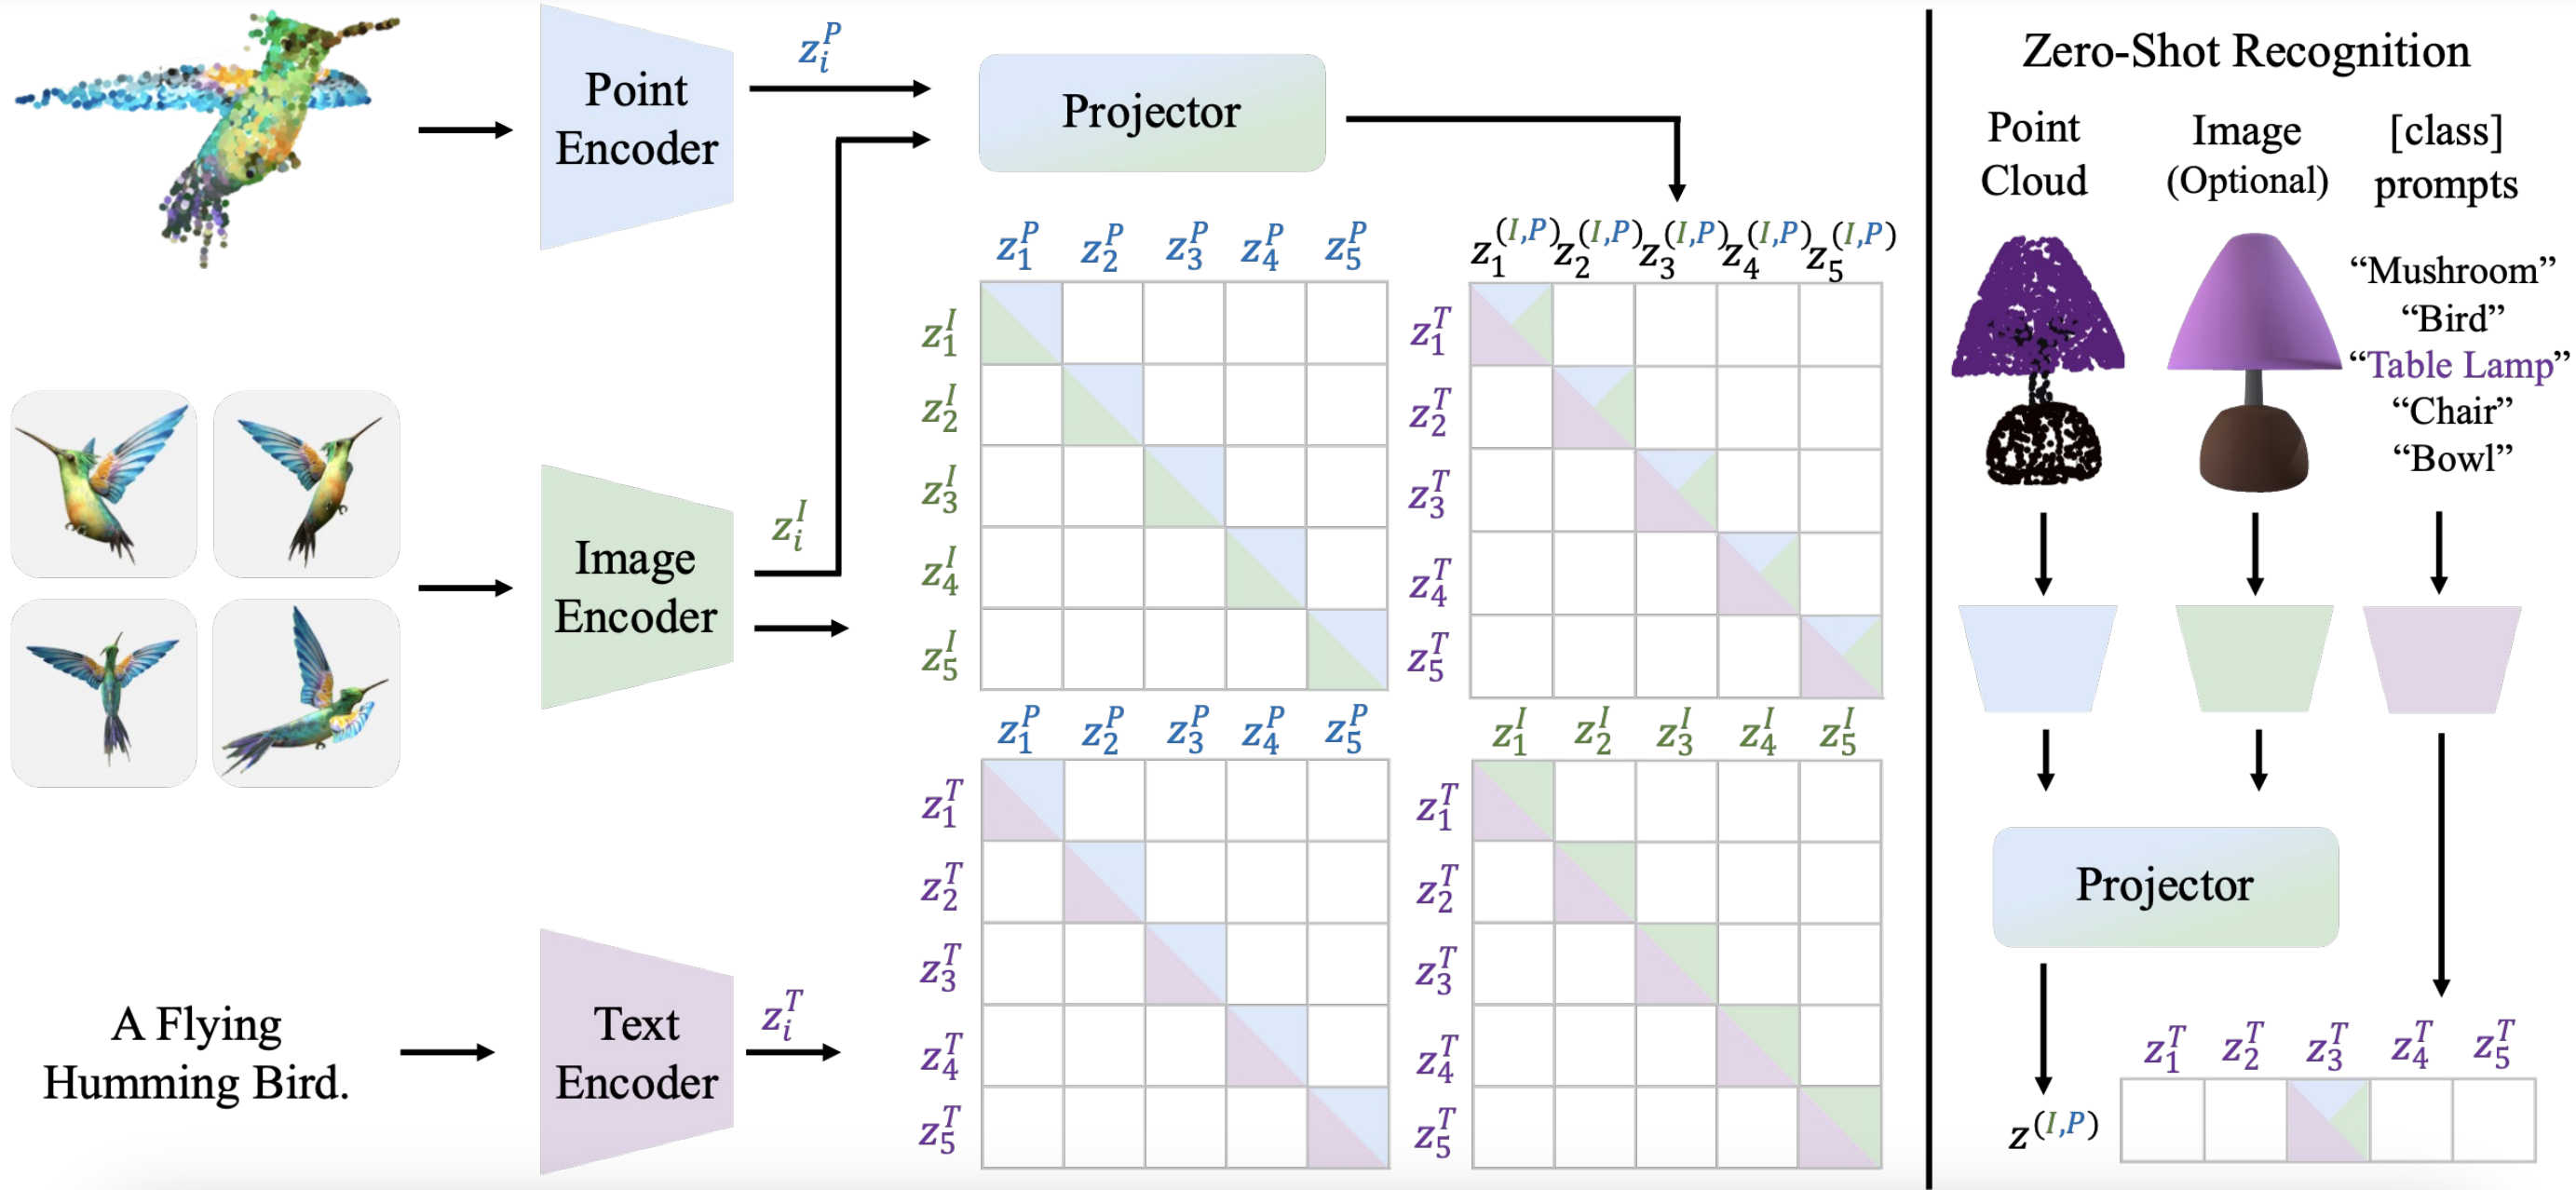 Point
Encoder
z_i^P
Projector
Image
Encoder
z_i^I
A Flying
Humming Bird.
Text
Encoder
z_i^T
z_1^P z_2^P z_3^P z_4^P z_5^P
z_1^I
z_2^I
z_3^I
z_4^I
z_5^I
z_1^(I,P) z_2^(I,P) z_3^(I,P) z_4^(I,P) z_5^(I,P)
z_1^T
z_2^T
z_3^T
z_4^T
z_5^T
z_1^P z_2^P z_3^P z_4^P z_5^P
z_1^T
z_2^T
z_3^T
z_4^T
z_5^T
z_1^I z_2^I z_3^I z_4^I z_5^I
z_1^T
z_2^T
z_3^T
z_4^T
z_5^T
Zero-Shot Recognition
Point
Cloud
Image
(Optional)
[class]
prompts
“Mushroom”
“Bird”
“Table Lamp”
“Chair”
“Bowl”
Projector
z^(I,P)
z_1^T z_2^T z_3^T z_4^T z_5^T